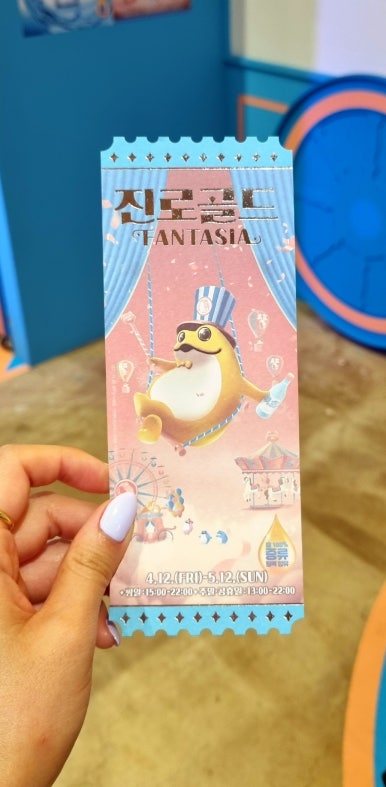 진로골드
FANTASIA
쌀 100%
증류
4.12.(FRI)-5.12.(SUN)
• 평일: 15:00-22:00 • 주말·공휴일: 13:00-22:00